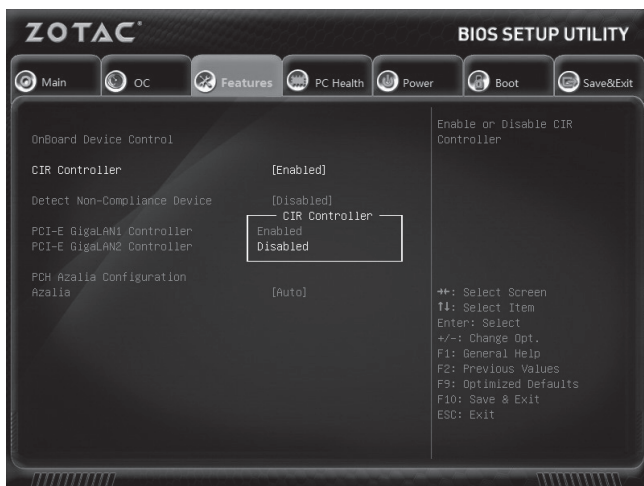 ZOTAC®
BIOS SETUP UTILITY
Main OC Features PC Health Power Boot Save&Exit
OnBoard Device Control
CIR Controller [Enabled]
Detect Non-Compliance Device [Disabled]
PCI-E GigaLAN1 Controller
PCI-E GigaLAN2 Controller
CIR Controller
Enabled
Disabled
PCH Azalia Configuration
Azalia [Auto]
Enable or Disable CIR
Controller
→←: Select Screen
↑↓: Select Item
Enter: Select
+/-: Change Opt.
F1: General Help
F2: Previous Values
F9: Optimized Defaults
F10: Save & Exit
ESC: Exit